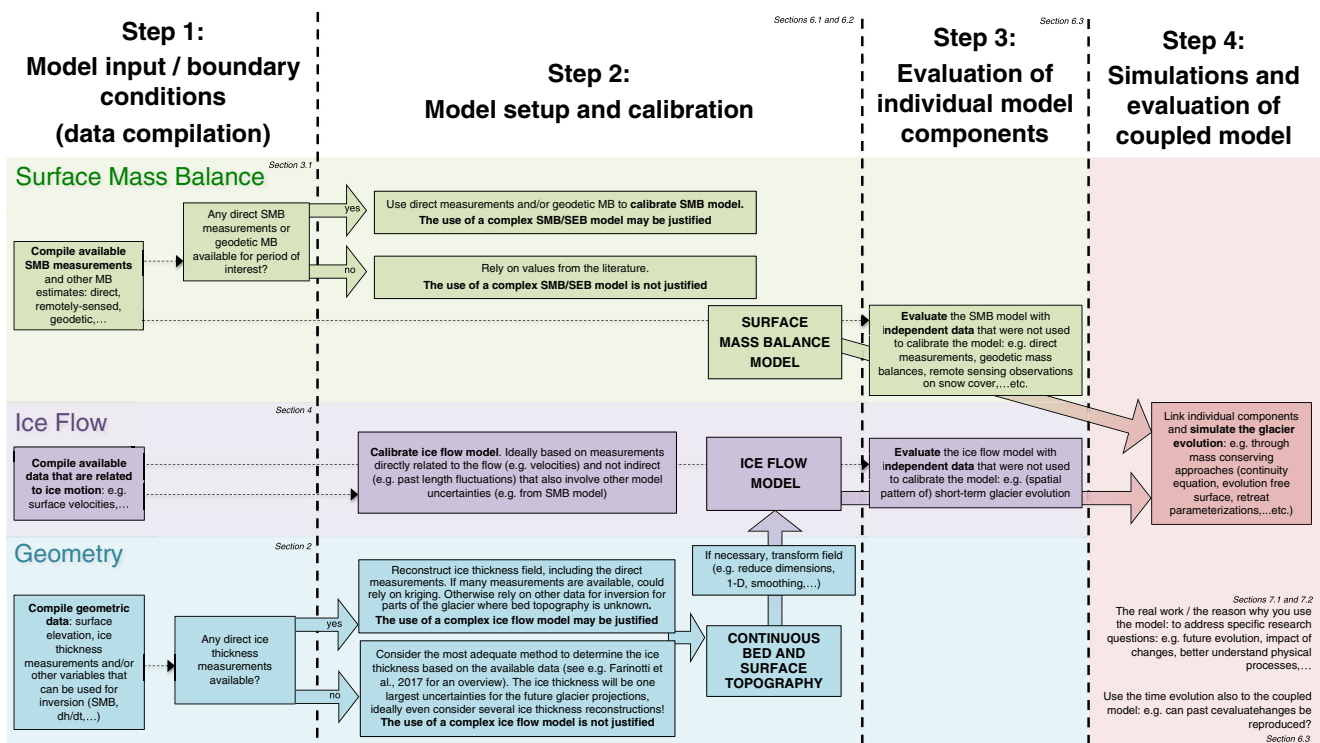 Step 1:
Model input / boundary
conditions
(data compilation)
Sections 6.1 and 6.2
Step 2:
Model setup and calibration
Section 6.3
Step 3:
Evaluation of
individual model
components
Step 4:
Simulations and
evaluation of
coupled model
Section 3.1
Surface Mass Balance
Compile available
SMB measurements
and other MB
estimates: direct,
remotely-sensed,
geodetic,...
Any direct SMB
measurements or
geodetic MB
available for period of
interest?
yes
no
Use direct measurements and/or geodetic MB to calibrate SMB model.
The use of a complex SMB/SEB model may be justified
Rely on values from the literature.
The use of a complex SMB/SEB model is not justified
SURFACE
MASS BALANCE
MODEL
Evaluate the SMB model with
independent data that were not used
to calibrate the model: e.g. direct
measurements, geodetic mass
balances, remote sensing observations
on snow cover,...etc.
Section 4
Ice Flow
Compile available
data that are related
to ice motion: e.g.
surface velocities,...
Calibrate ice flow model. Ideally based on measurements
directly related to the flow (e.g. velocities) and not indirect
(e.g. past length fluctuations) that also involve other model
uncertainties (e.g. from SMB model)
ICE FLOW
MODEL
Evaluate the ice flow model with
independent data that were not used
to calibrate the model: e.g. (spatial
pattern of) short-term glacier evolution
Link individual components
and simulate the glacier
evolution: e.g. through
mass conserving
approaches (continuity
equation, evolution free
surface, retreat
parameterizations,...etc.)
Section 2
Geometry
Compile geometric
data: surface
elevation, ice
thickness
measurements and/or
other variables that
can be used for
inversion (SMB,
dh/dt,...)
Any direct ice
thickness
measurements
available?
yes
no
Reconstruct ice thickness field, including the direct
measurements. If many measurements are available, could
rely on kriging. Otherwise rely on other data for inversion for
parts of the glacier where bed topography is unknown.
The use of a complex ice flow model may be justified
Consider the most adequate method to determine the ice
thickness based on the available data (see e.g. Farinotti et
al., 2017 for an overview). The ice thickness will be one
largest uncertainties for the future glacier projections,
ideally even consider several ice thickness reconstructions!
The use of a complex ice flow model is not justified
If necessary, transform field
(e.g. reduce dimensions,
1-D, smoothing,...)
CONTINUOUS
BED AND
SURFACE
TOPOGRAPHY
Sections 7.1 and 7.2
The real work / the reason why you use
the model: to address specific research
questions: e.g. future evolution, impact of
changes, better understand physical
processes,...
Use the time evolution also to the coupled
model: e.g. can past cevaluatehanges be
reproduced?
Section 6.3